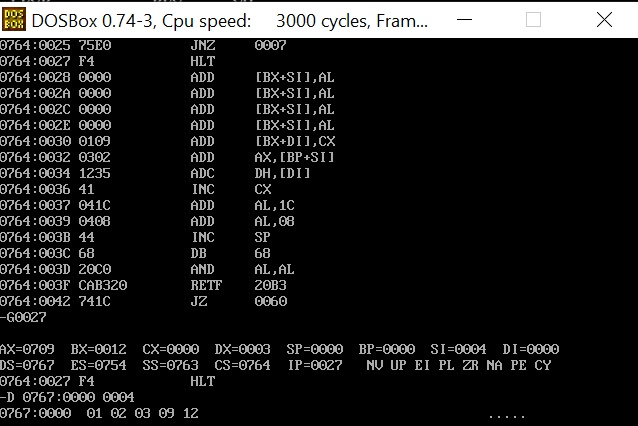 DOS BOX DOSBox 0.74-3, Cpu speed: 3000 cycles, Fram...
0764:0025 75E0 JNZ 0007
0764:0027 F4 HLT
0764:0028 0000 ADD [BX+SI],AL
0764:002A 0000 ADD [BX+SI],AL
0764:002C 0000 ADD [BX+SI],AL
0764:002E 0000 ADD [BX+SI],AL
0764:0030 0109 ADD [BX+DI],CX
0764:0032 0302 ADD AX,[BP+SI]
0764:0034 1235 ADC DH,[DI]
0764:0036 41 INC CX
0764:0037 041C ADD AL,1C
0764:0039 0408 ADD AL,08
0764:003B 44 INC SP
0764:003C 68 DB 68
0764:003D 20C0 AND AL,AL
0764:003F CAB320 RETF 20B3
0764:0042 741C JZ 0060
-G0027
AX=0709 BX=0012 CX=0000 DX=0003 SP=0000 BP=0000 SI=0004 DI=0000
DS=0767 ES=0754 SS=0763 CS=0764 IP=0027 NV UP EI PL ZR NA PE CY
0764:0027 F4 HLT
-D 0767:0000 0004
0767:0000 01 02 03 09 12 .....